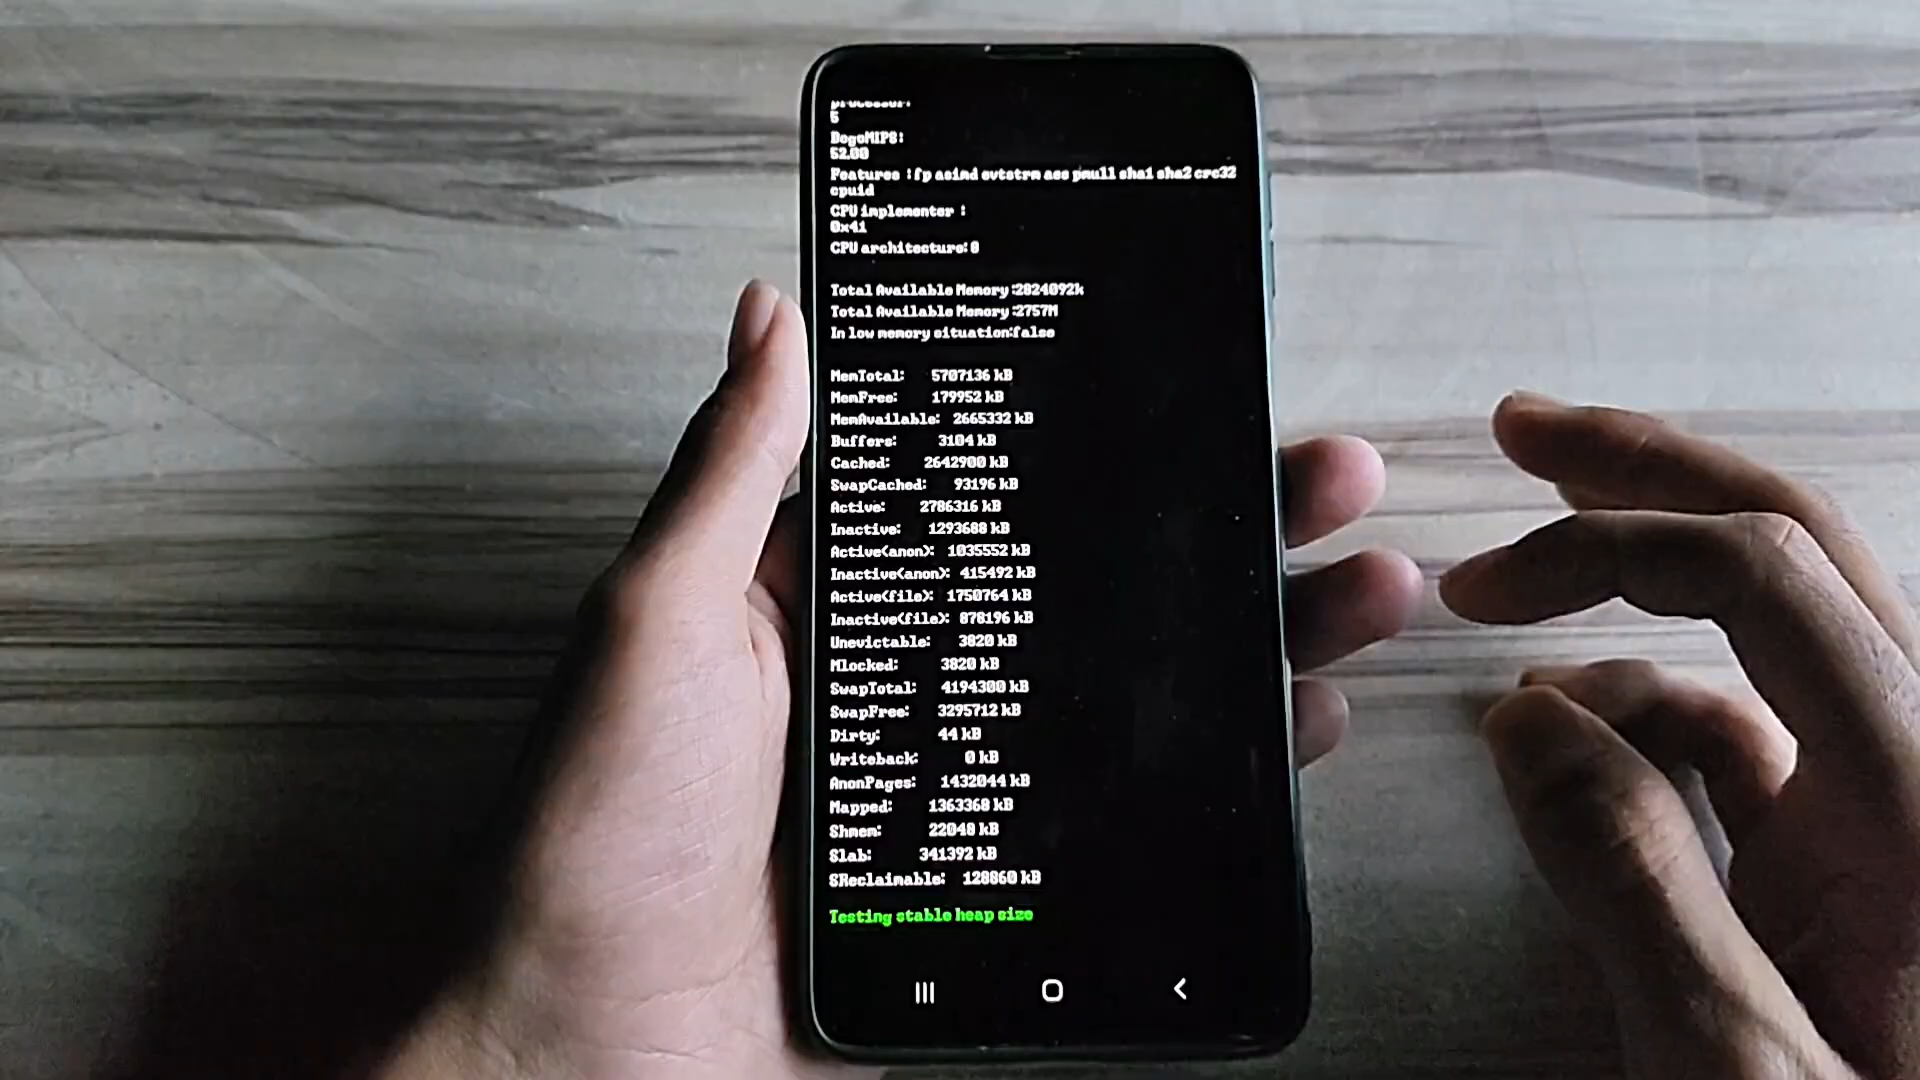 processor:
5
BogoMIPS:
52.00
Features :fp asimd evtstrm aes pmull sha1 sha2 crc32
cpuid
CPU implementer :
0x41
CPU architecture:8
Total Available Memory:2824092k
Total Available Memory:2757M
In low memory situation:false
MemTotal: 5707136 kB
MemFree: 179952 kB
MemAvailable: 2665332 kB
Buffers: 3104 kB
Cached: 2642900 kB
SwapCached: 93196 kB
Active: 2786316 kB
Inactive: 1293688 kB
Active(anon): 1035552 kB
Inactive(anon): 415492 kB
Active(file): 1750764 kB
Inactive(file): 878196 kB
Unevictable: 3820 kB
Mlocked: 3820 kB
SwapTotal: 4194300 kB
SwapFree: 3295712 kB
Dirty: 44 kB
Writeback: 0 kB
AnonPages: 1432044 kB
Mapped: 1363368 kB
Shmem: 22048 kB
Slab: 341392 kB
SReclaimable: 128860 kB
Testing stable heap size